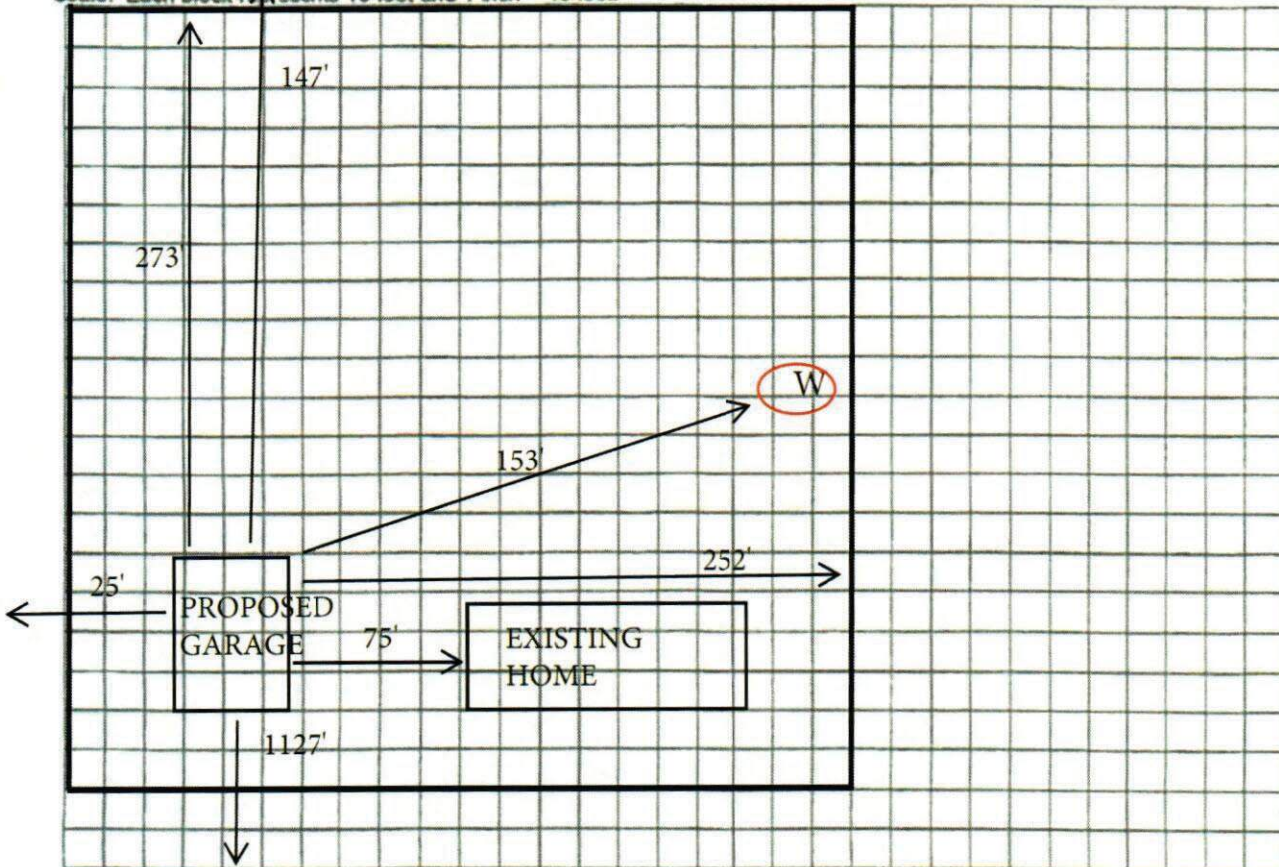 147'
273'
W
153'
252'
25'
PROPOSED
GARAGE
75'
EXISTING
HOME
1127'